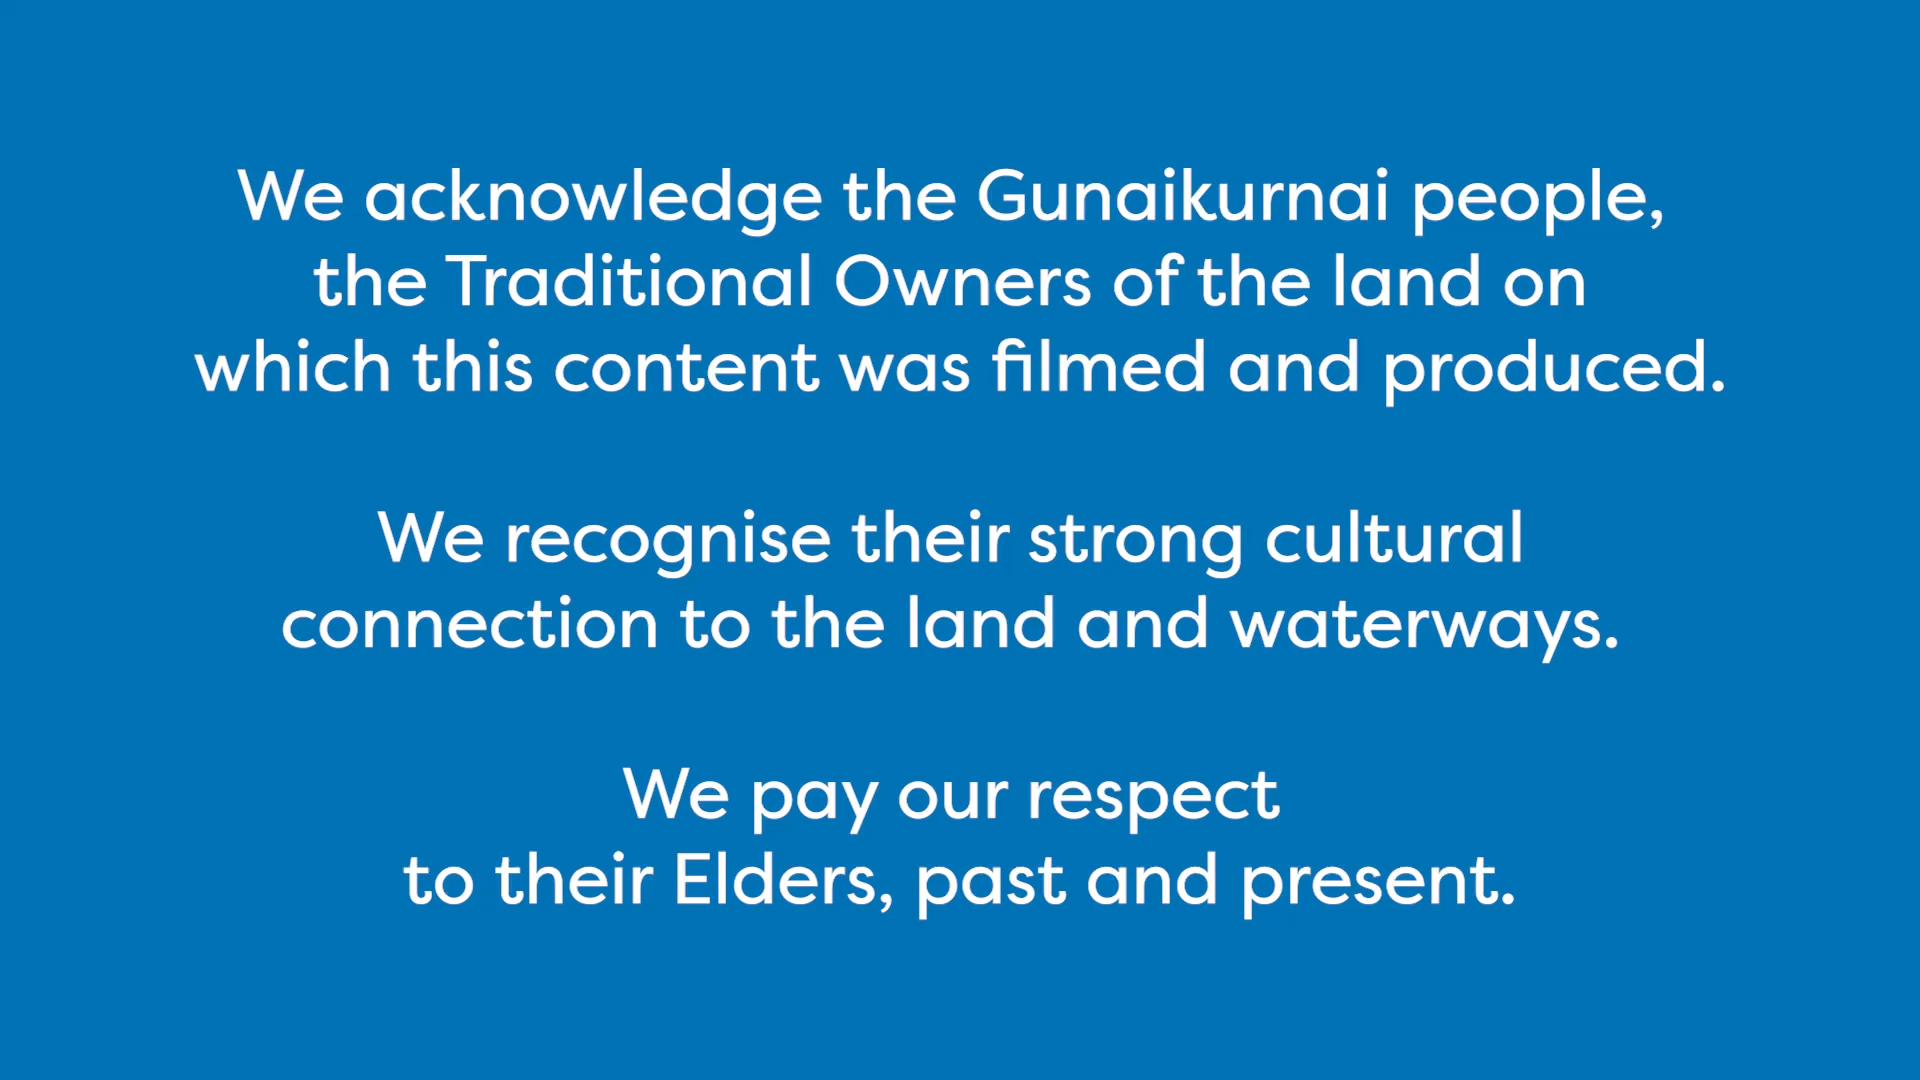 We acknowledge the Gunaikurnai people,
the Traditional Owners of the land on
which this content was filmed and produced.
We recognise their strong cultural
connection to the land and waterways.
We pay our respect
to their Elders, past and present.